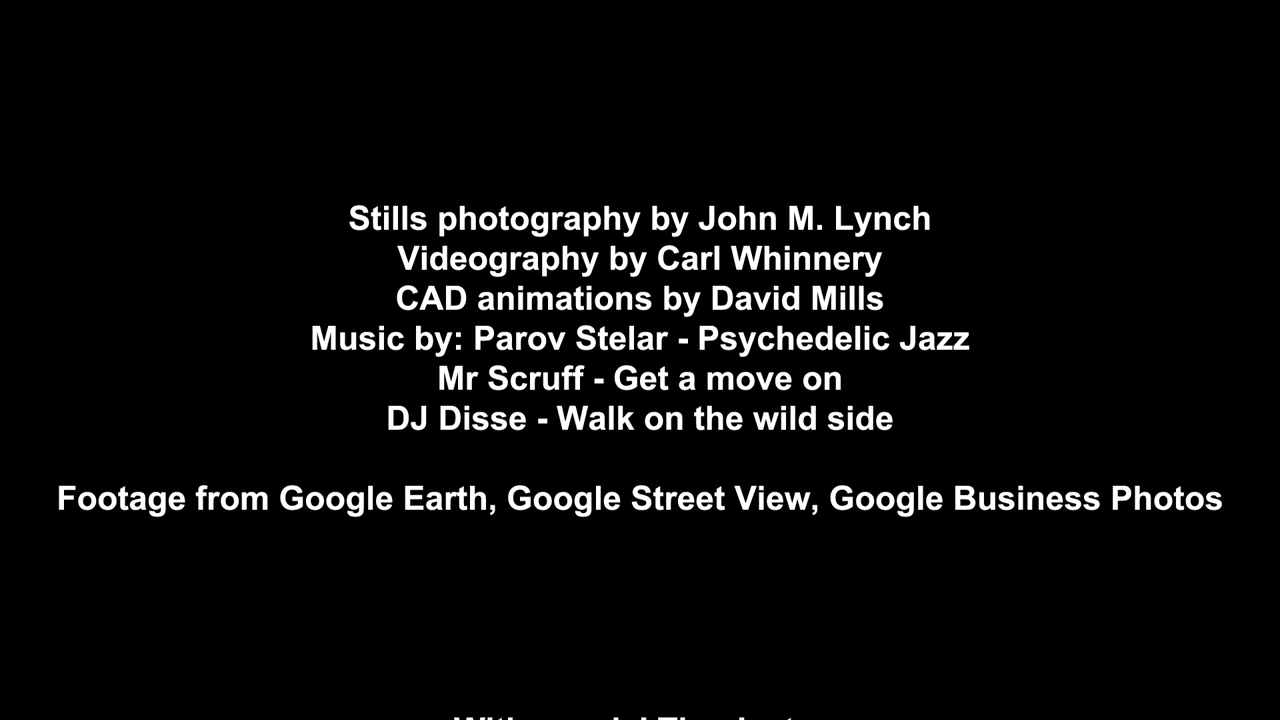 Stills photography by John M. Lynch
Videography by Carl Whinnery
CAD animations by David Mills
Music by: Parov Stelar - Psychedelic Jazz
Mr Scruff - Get a move on
DJ Disse - Walk on the wild side
Footage from Google Earth, Google Street View, Google Business Photos